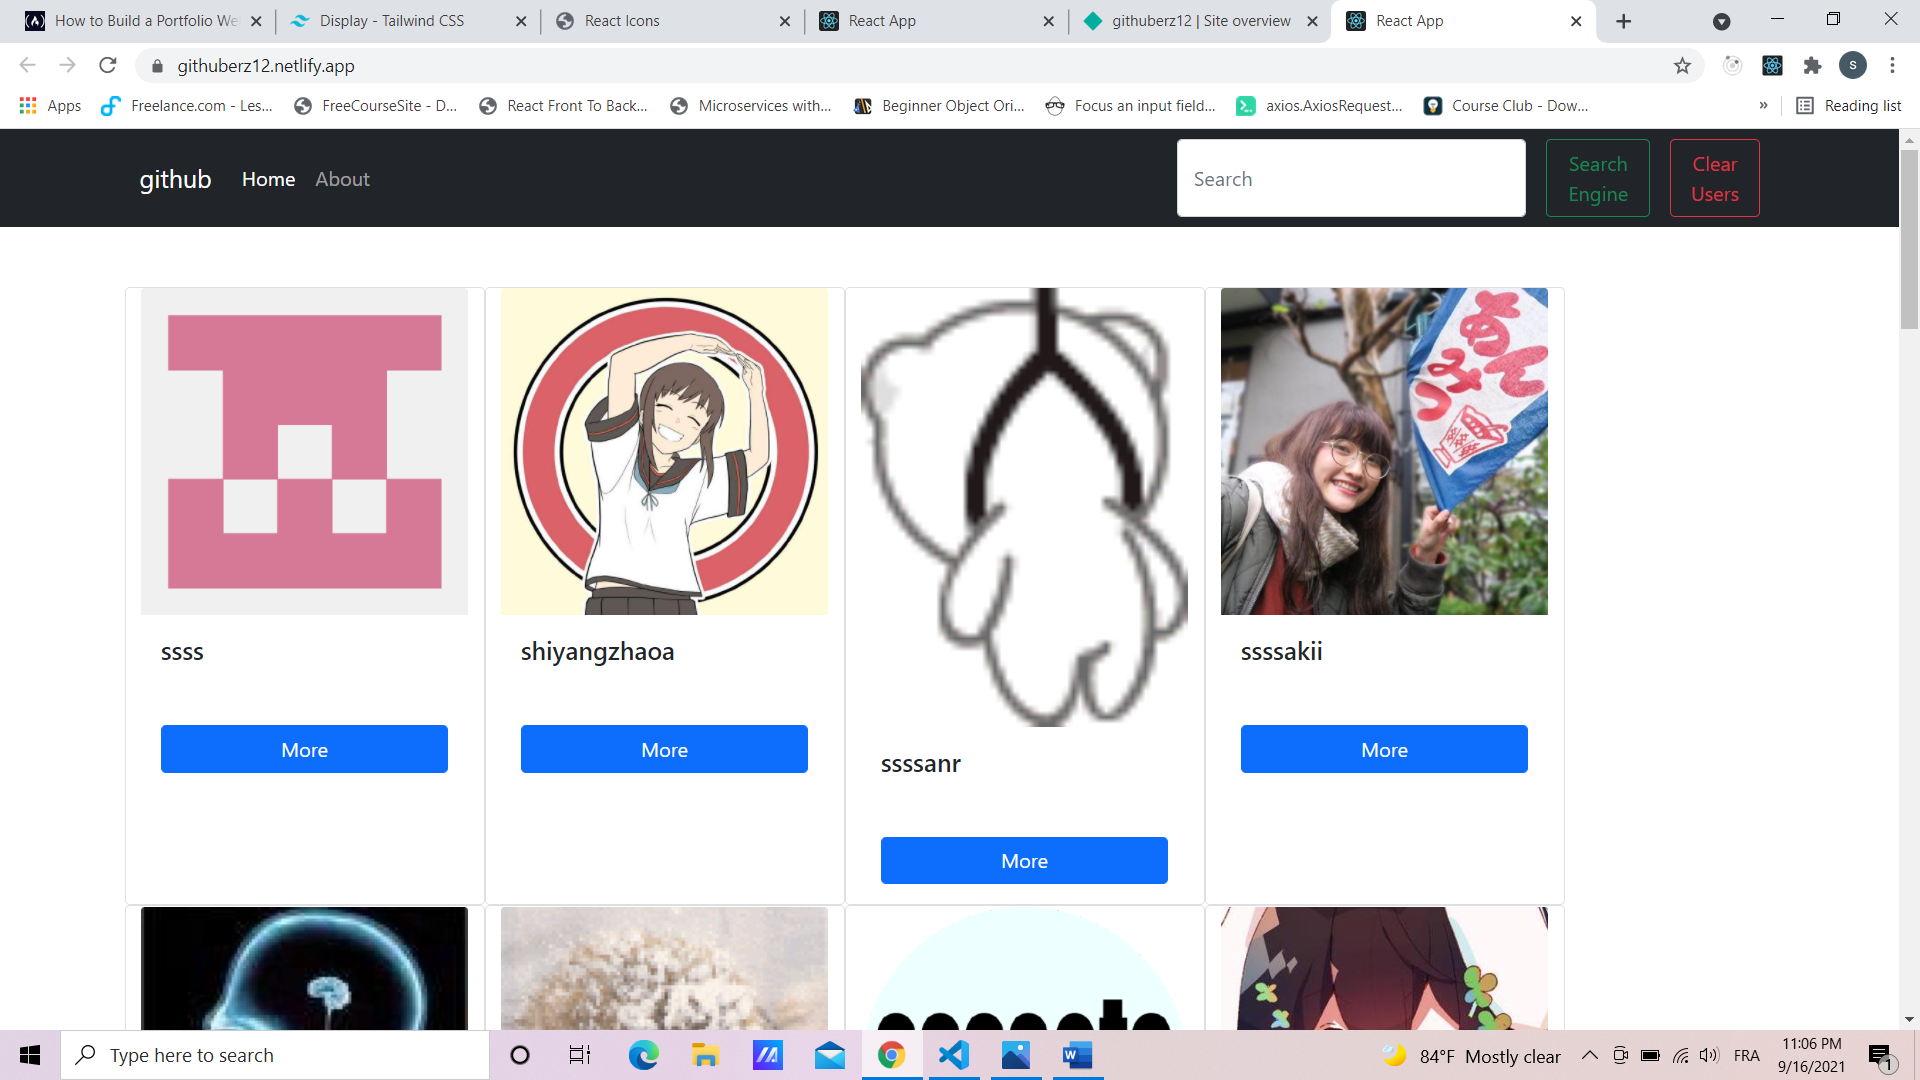 How to Build a Portfolio We
Display - Tailwind CSS
React Icons
React App
githuberz12 | Site overview
React App
githuberz12.netlify.app
S
Apps
Freelance.com - Les...
FreeCourseSite - D...
React Front To Back...
Microservices with...
Beginner Object Ori...
Focus an input field...
axios.AxiosRequest...
Course Club - Dow...
»
Reading list
github Home About
Search
Search
Engine
Clear
Users
ssss
shiyangzhaoa
ssssanr
ssssakii
More
More
More
More
Type here to search
84°F Mostly clear
FRA
11:06 PM
9/16/2021
1